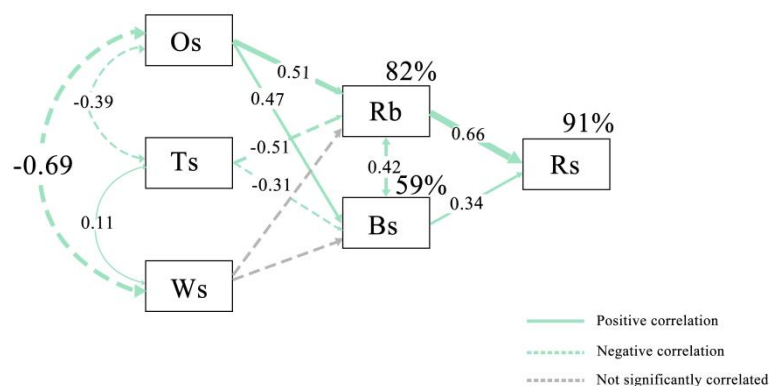 Os
0.51
82%
-0.39
0.47
Rb
91%
0.66
-0.69
Ts
-0.51
0.42
Rs
-0.31
59%
0.34
0.11
Bs
Ws
Positive correlation
Negative correlation
Not significantly correlated